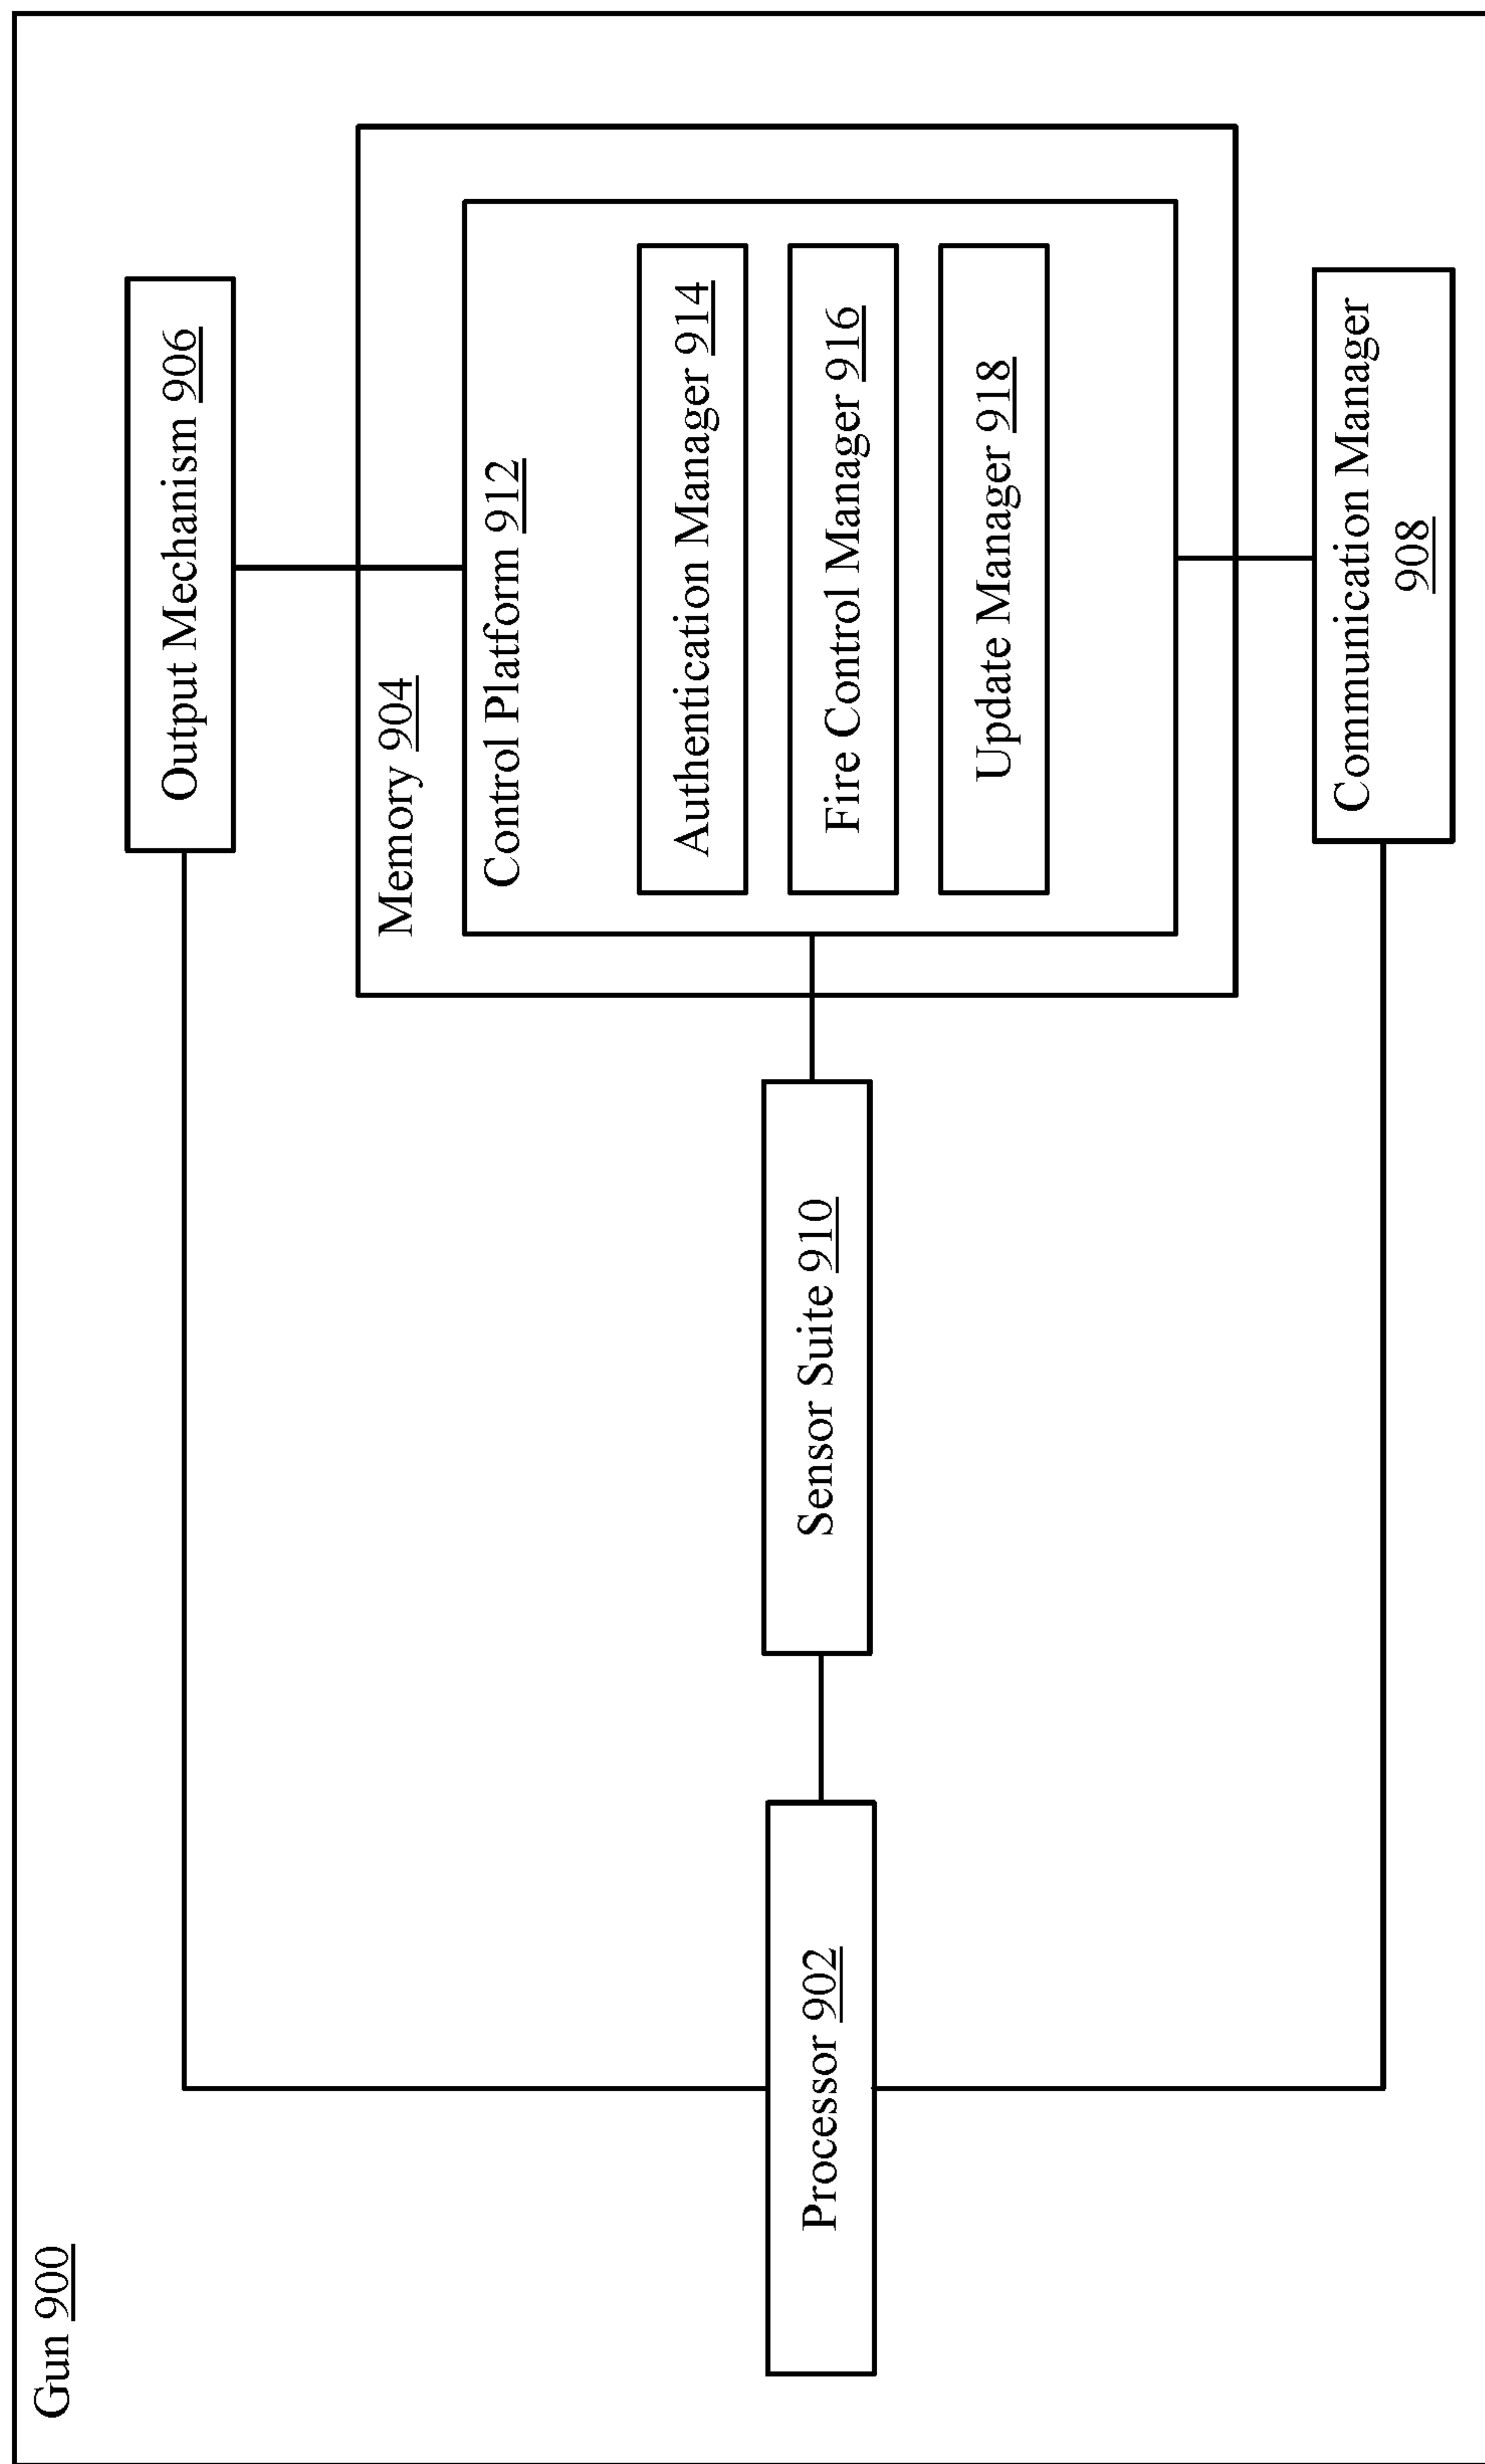 Gun 900
Output Mechanism 906
Memory 904
Control Platform 912
Authentication Manager 914
Fire Control Manager 916
Update Manager 918
Processor 902
Sensor Suite 910
Communication Manager
908